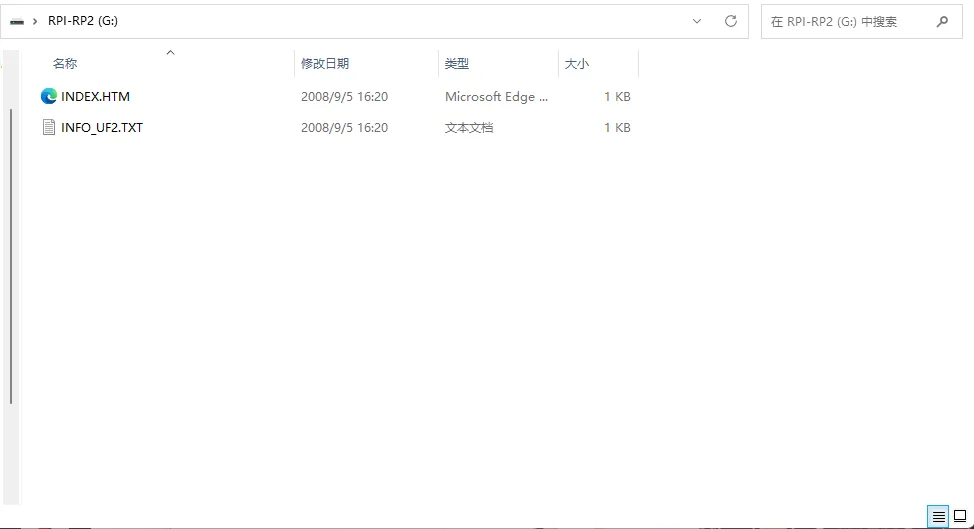 RPI-RP2 (G:)
在 RPI-RP2 (G:) 中搜索
名称 修改日期 类型 大小
INDEX.HTM 2008/9/5 16:20 Microsoft Edge ... 1 KB
INFO_UF2.TXT 2008/9/5 16:20 文本文档 1 KB